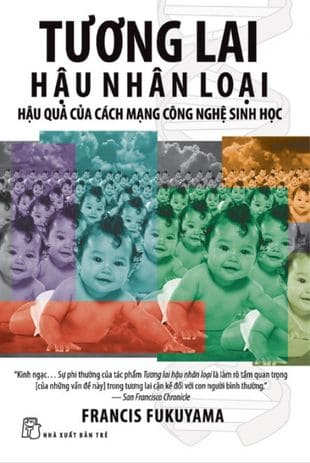 TƯƠNG LAI
HẬU NHÂN LOẠI
HẬU QUẢ CỦA CÁCH MẠNG CÔNG NGHỆ SINH HỌC
“Kinh ngạc… Sự phi thường của tác phẩm Tương lai hậu nhân loại là làm rõ tầm quan trọng
[của những vấn đề này] trong tương lai cận kề đối với con người bình thường.”
— San Francisco Chronicle
FRANCIS FUKUYAMA
NHÀ XUẤT BẢN TRẺ